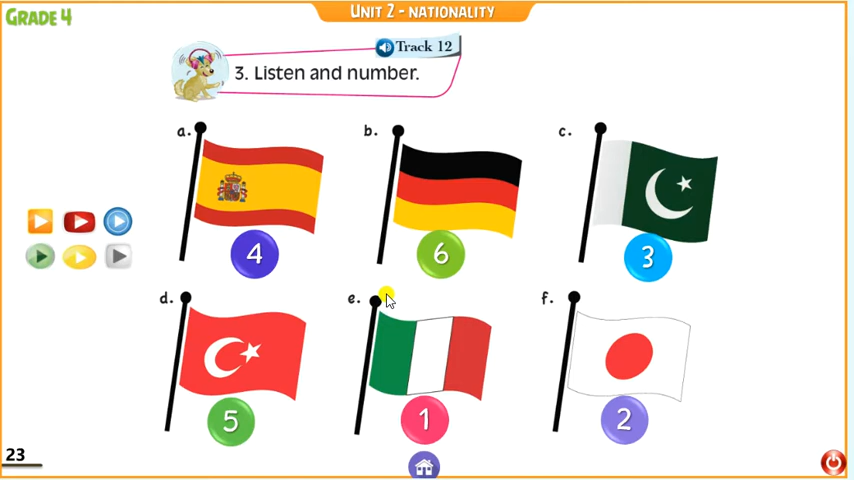 GRADE 4
UNIT 2 - NATIONALITY
Track 12
3. Listen and number.
a.
b.
c.
4
6
3
d.
e.
f.
5
1
2
23